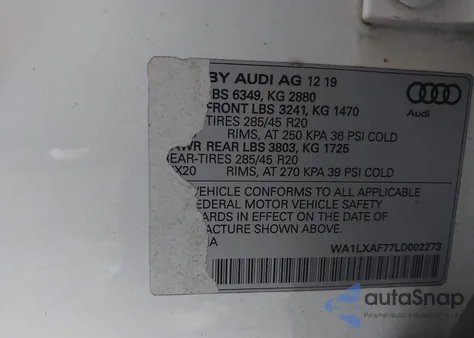 BY AUDI AG 12 19
BS 6349, KG 2880
FRONT LBS 3241, KG 1470
-TIRES 285/45 R20
RIMS, AT 250 KPA 36 PSI COLD
AWR REAR LBS 3803, KG 1725
EAR-TIRES 285/45 R20
X20 RIMS, AT 270 KPA 39 PSI COLD
VEHICLE CONFORMS TO ALL APPLICABLE
EDERAL MOTOR VEHICLE SAFETY
ARDS IN EFFECT ON THE DATE OF
FACTURE SHOWN ABOVE.
A WA1LXAF77LD002273
Audi
autoSnap